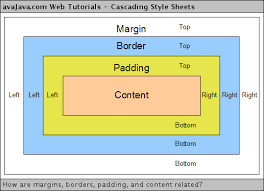 avaJava.com Web Tutorials - Cascading Style Sheets
Margin Top
Border Top
Padding Top
Left Left Left Content Right Right Right
Bottom
Bottom
How are margins, borders, padding, and content related?